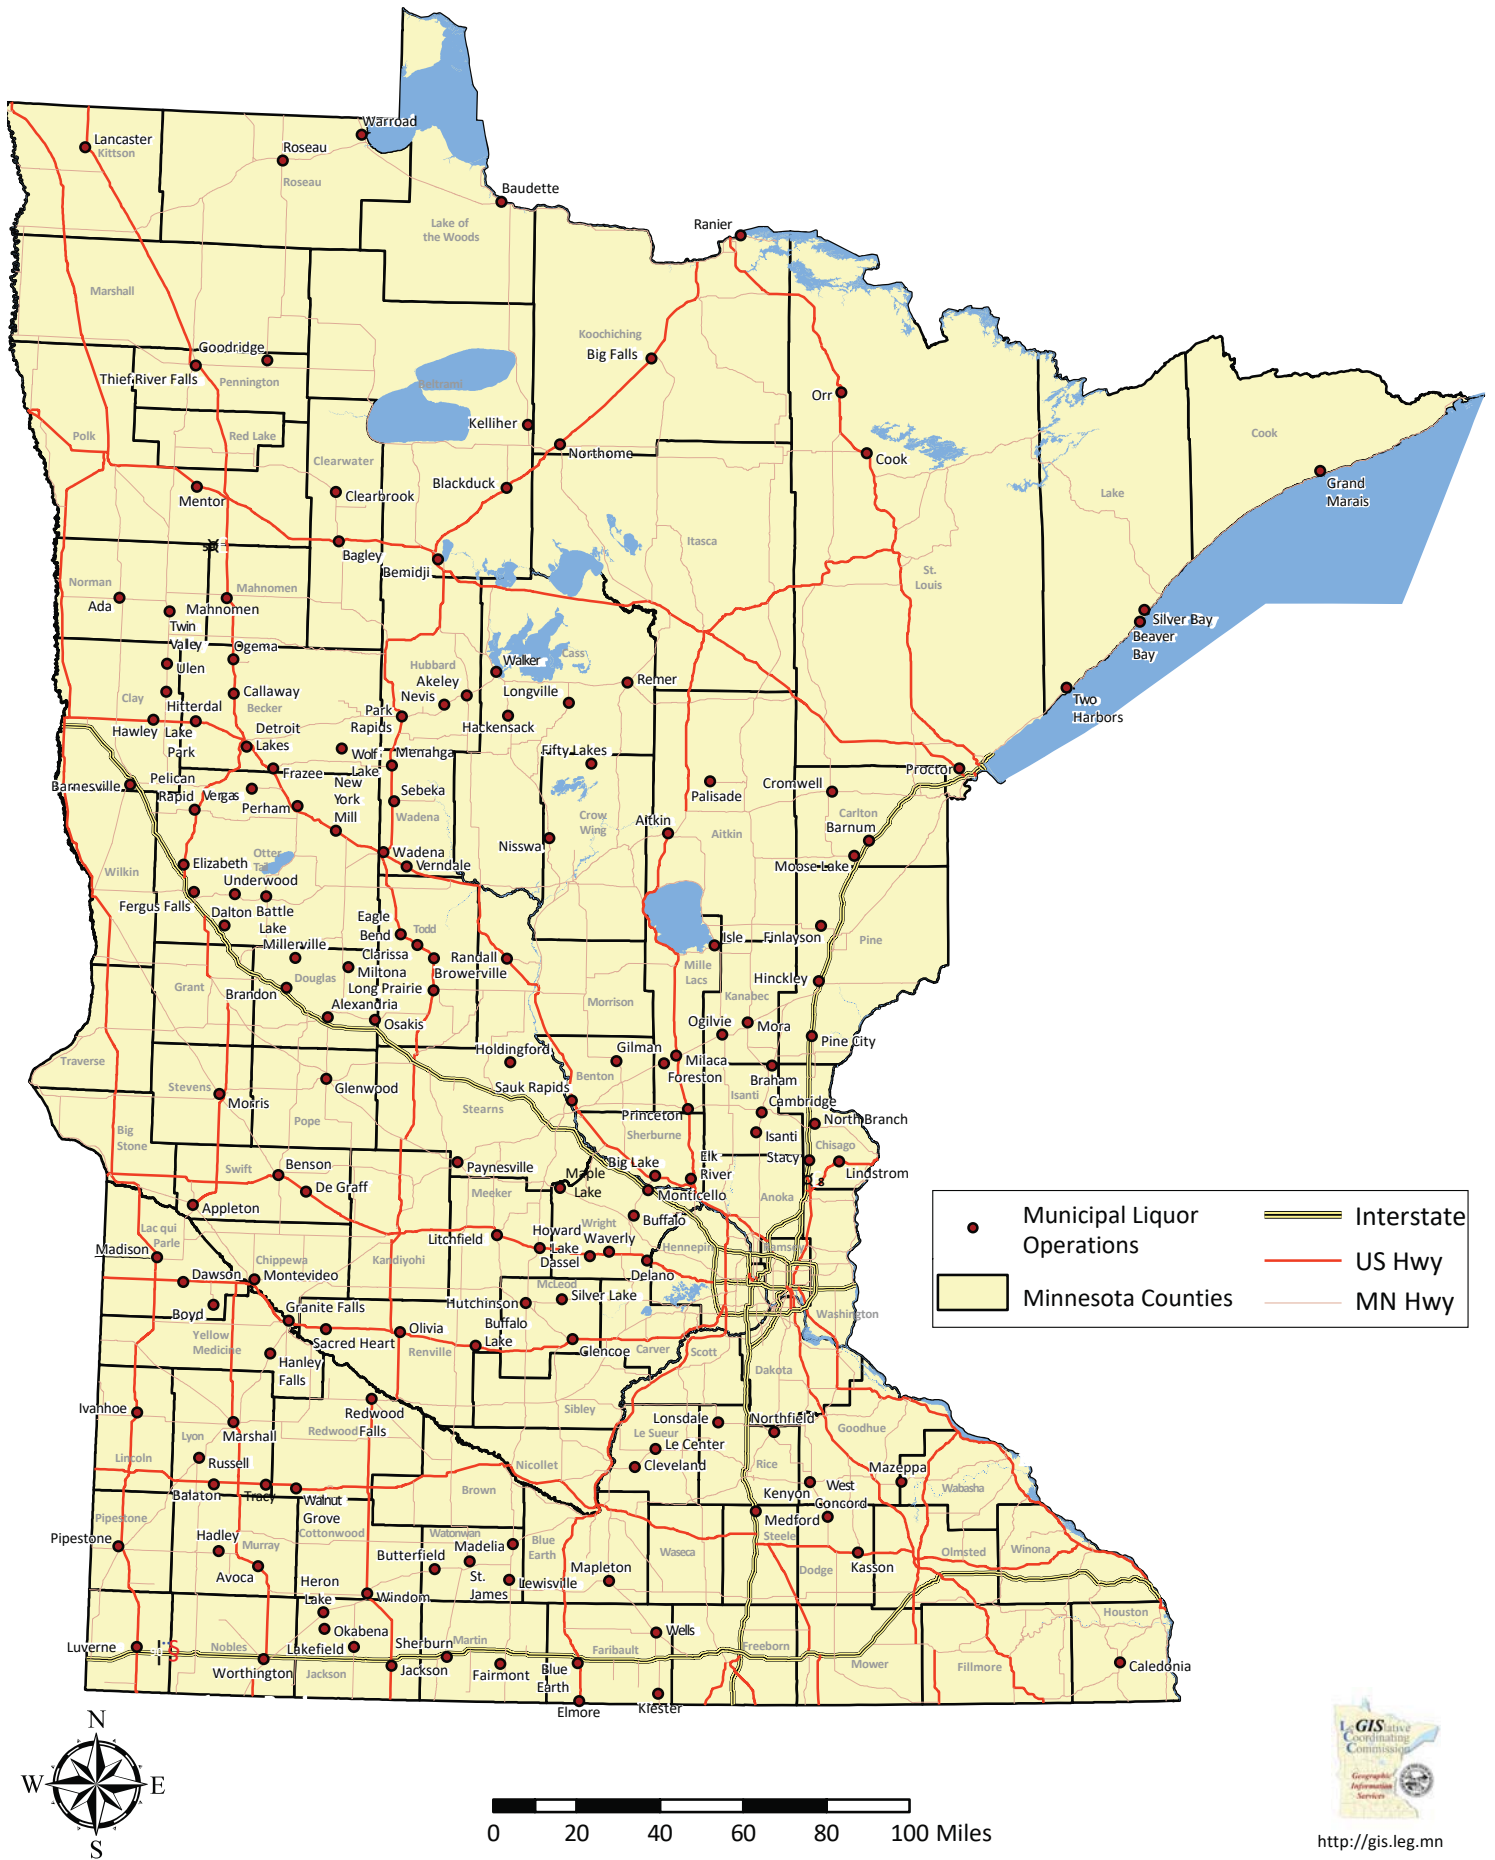 Warroad
Lancaster
Kittson
Roseau
Roseau
Baudette
Lake of
the Woods
Ranier
Marshall
Koochiching
Big Falls
Goodridge
Thief River Falls
Pennington
Beltrami
Orr
Kelliher
Polk
Red Lake
Northome
Cook
Cook
Clearwater
Clearbrook
Blackduck
Mentor
Lake
Grand
Marais
Itasca
Bagley
Bemidji
St.
Louis
Norman
Ada
Mahnomen
Mahnomen
Twin
Valley
Silver Bay
Beaver
Bay
Ogema
Ulen
Hubbard
Walker
Cass
Akeley
Nevis
Longville
Remer
Clay
Callaway
Becker
Hitterdal
Two
Harbors
Hawley
Lake
Park
Detroit
Lakes
Park
Rapids
Hackensack
Wolf
Lake
Menahga
Fifty Lakes
Proctor
Frazee
Barnesville
Pelican
Rapid
Vergas
Perham
New
York
Mill
Sebeka
Wadena
Palisade
Cromwell
Carlton
Crow
Wing
Aitkin
Aitkin
Barnum
Nisswa
Moose Lake
Otter
Tail
Wadena
Verndale
Wilkin
Elizabeth
Underwood
Fergus Falls
Dalton
Battle
Lake
Eagle
Bend
Todd
Isle
Finlayson
Pine
Millerville
Clarissa
Randall
Browerville
Mille
Lacs
Miltona
Douglas
Long Prairie
Hinckley
Grant
Brandon
Kanabec
Morrison
Alexandria
Osakis
Ogilvie
Mora
Pine City
Traverse
Holdingford
Gilman
Milaca
Foreston
Stevens
Glenwood
Benton
Braham
Morris
Sauk Rapids
Isanti
Cambridge
Stearns
Princeton
Pope
North Branch
Big
Stone
Sherburne
Isanti
Chisago
Swift
Benson
Paynesville
Big Lake
Elk
River
Stacy
Lindstrom
De Graff
Maple
Lake
Meeker
Monticello
Anoka
8
Appleton
Buffalo
Lac qui
Parle
Litchfield
Howard
Lake
Wright
Waverly
Madison
Chippewa
Kandiyohi
Dassel
Hennepin
Ramsey
Dawson
Montevideo
Delano
McLeod
Boyd
Granite Falls
Hutchinson
Silver Lake
Washington
Sacred Heart
Olivia
Buffalo
Lake
Yellow
Medicine
Renville
Glencoe
Carver
Scott
Hanley
Falls
Dakota
Ivanhoe
Redwood
Falls
Sibley
Lonsdale
Northfield
Goodhue
Marshall
Redwood
Le Sueur
Lyon
Le Center
Lincoln
Russell
Nicollet
Cleveland
Rice
Mazeppa
Balaton
Tracy
Walnut
Grove
Brown
Kenyon
West
Concord
Wabasha
Pipestone
Medford
Cottonwood
Pipestone
Hadley
Murray
Watonwan
Madelia
Blue
Earth
Steele
Butterfield
Waseca
Olmsted
Winona
Avoca
St.
James
Mapleton
Dodge
Kasson
Heron
Lake
Windom
Lewisville
Okabena
Houston
Luverne
Nobles
Lakefield
Sherburn
Martin
Wells
Faribault
Freeborn
Worthington
Jackson
Jackson
Fairmont
Blue
Earth
Mower
Fillmore
Caledonia
Elmore
Kiester
Municipal Liquor
Operations
Minnesota Counties
Interstate
US Hwy
MN Hwy
N
W
E
S
0
20
40
60
80
100 Miles
GIS
Coordinating
Commission
Geographic
Information
Services
http://gis.leg.mn